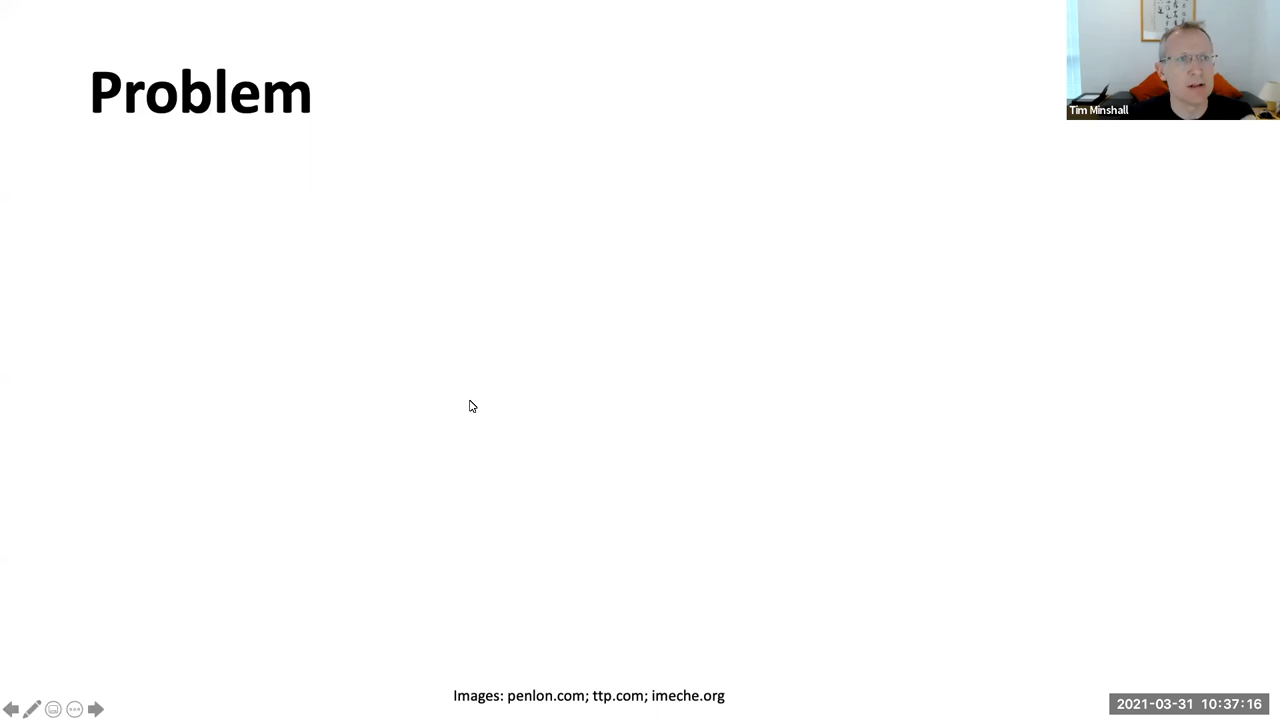 Problem
Tim Minshall
Images: penlon.com; ttp.com; imeche.org
2021-03-31 10:37:16